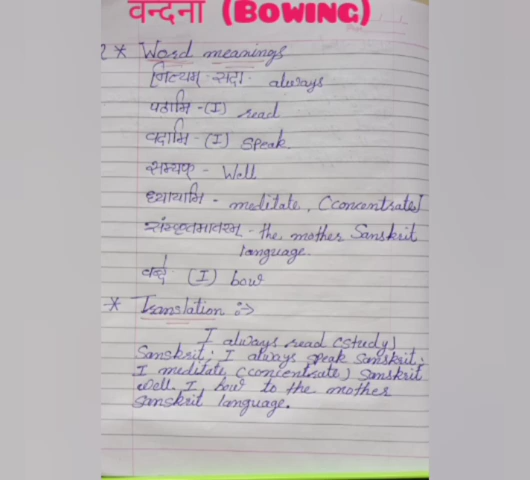 वन्दना (BOWING)
2 * Word meanings
नित्यम् - सदा - always
पठामि - (I) read
वदामि - (I) speak
सम्यक् - Well
ध्यायामि - meditate, (concentrate)
संस्कृतमातरम् - the mother Sanskrit
language.
वन्दे (I) bow
* Translation :->
I always read (study)
Sanskrit; I always speak Sanskrit;
I meditate (concentrate) Sanskrit
well. I bow to the mother
Sanskrit language.